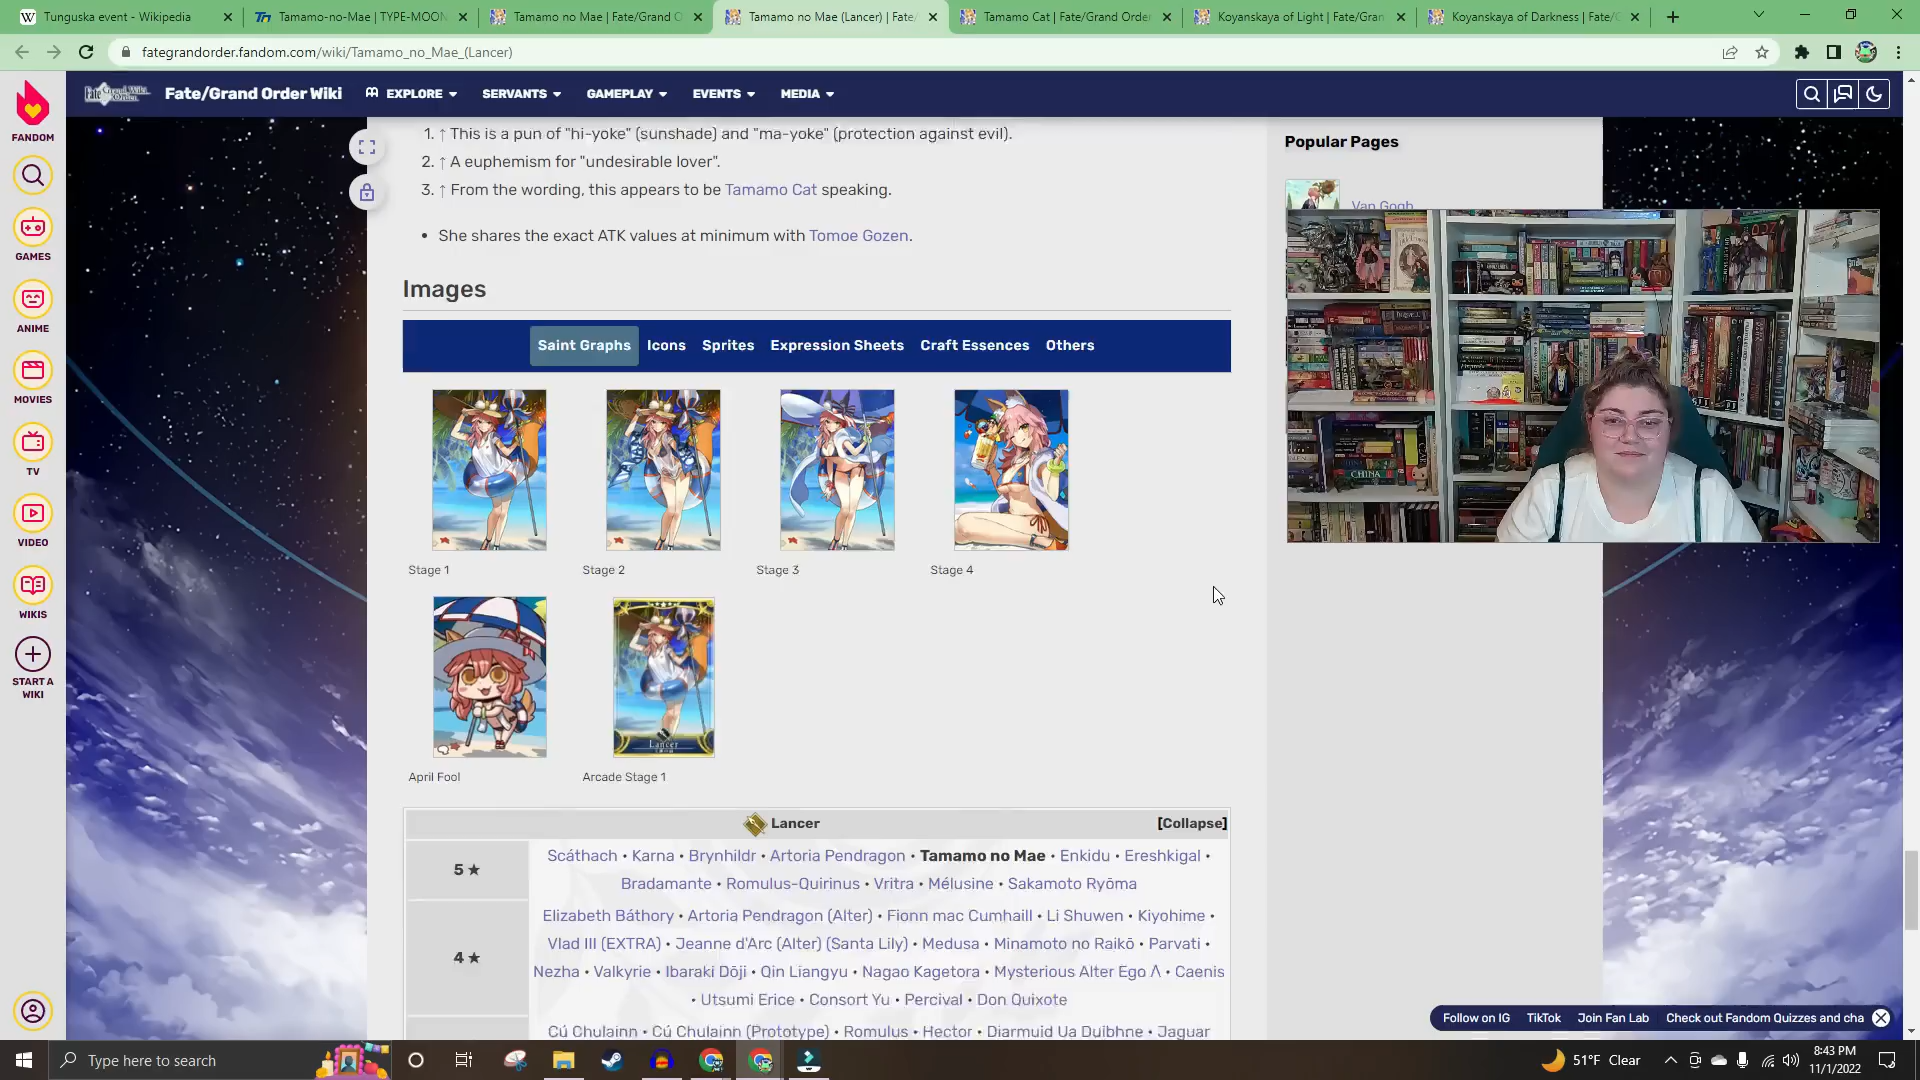 Tunguska event - Wikipedia
Tamamo-no-Mae | TYPE-MOON
Tamamo no Mae | Fate/Grand O
Tamamo no Mae (Lancer) | Fate/
Tamamo Cat | Fate/Grand Order
Koyanskaya of Light | Fate/Gran
Koyanskaya of Darkness | Fate/G
fategrandorder.fandom.com/wiki/Tamamo_no_Mae_(Lancer)
Fate/Grand Order Wiki
EXPLORE
SERVANTS
GAMEPLAY
EVENTS
MEDIA
FANDOM
GAMES
ANIME
MOVIES
TV
VIDEO
WIKIS
START A
WIKI
1. ↑ This is a pun of "hi-yoke" (sunshade) and "ma-yoke" (protection against evil).
2. ↑ A euphemism for "undesirable lover".
3. ↑ From the wording, this appears to be Tamamo Cat speaking.
• She shares the exact ATK values at minimum with Tomoe Gozen.
Images
Saint Graphs Icons Sprites Expression Sheets Craft Essences Others
Stage 1
Stage 2
Stage 3
Stage 4
Lancer
April Fool
Arcade Stage 1
Popular Pages
Van Gogh
CHINA
Lancer
[Collapse]
5 ★
Scáthach • Karna • Brynhildr • Artoria Pendragon • Tamamo no Mae • Enkidu • Ereshkigal •
Bradamante • Romulus-Quirinus • Vritra • Mélusine • Sakamoto Ryōma
4 ★
Elizabeth Báthory • Artoria Pendragon (Alter) • Fionn mac Cumhaill • Li Shuwen • Kiyohime •
Vlad III (EXTRA) • Jeanne d'Arc (Alter) (Santa Lily) • Medusa • Minamoto no Raikō • Parvati •
Nezha • Valkyrie • Ibaraki Dōji • Qin Liangyu • Nagao Kagetora • Mysterious Alter Ego Λ • Caenis
• Utsumi Erice • Consort Yu • Percival • Don Quixote
Cú Chulainn • Cú Chulainn (Prototype) • Romulus • Hector • Diarmuid Ua Duibhne • Jaguar
Follow on IG TikTok Join Fan Lab Check out Fandom Quizzes and cha
Type here to search
51°F Clear
8:43 PM
11/1/2022